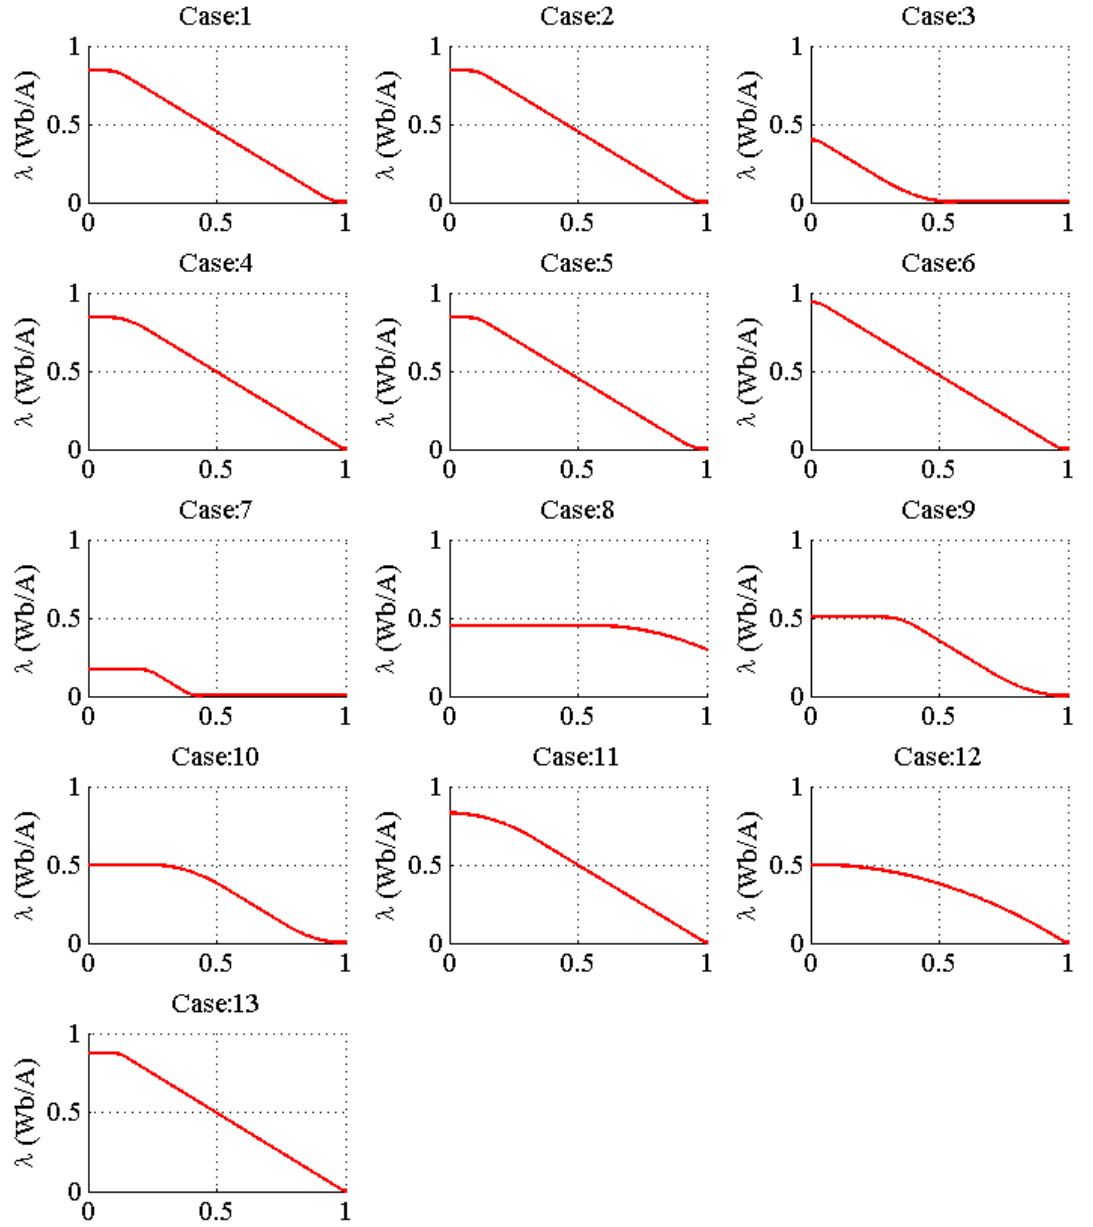 Case:1 Case:2 Case:3
1 1 1
λ (Wb/A) 0.5 λ (Wb/A) 0.5 λ (Wb/A) 0.5
0 0 0
0 0.5 1 0 0.5 1 0 0.5 1
Case:4 Case:5 Case:6
1 1 1
λ (Wb/A) 0.5 λ (Wb/A) 0.5 λ (Wb/A) 0.5
0 0 0
0 0.5 1 0 0.5 1 0 0.5 1
Case:7 Case:8 Case:9
1 1 1
λ (Wb/A) 0.5 λ (Wb/A) 0.5 λ (Wb/A) 0.5
0 0 0
0 0.5 1 0 0.5 1 0 0.5 1
Case:10 Case:11 Case:12
1 1 1
λ (Wb/A) 0.5 λ (Wb/A) 0.5 λ (Wb/A) 0.5
0 0 0
0 0.5 1 0 0.5 1 0 0.5 1
Case:13
1
λ (Wb/A) 0.5
0
0 0.5 1